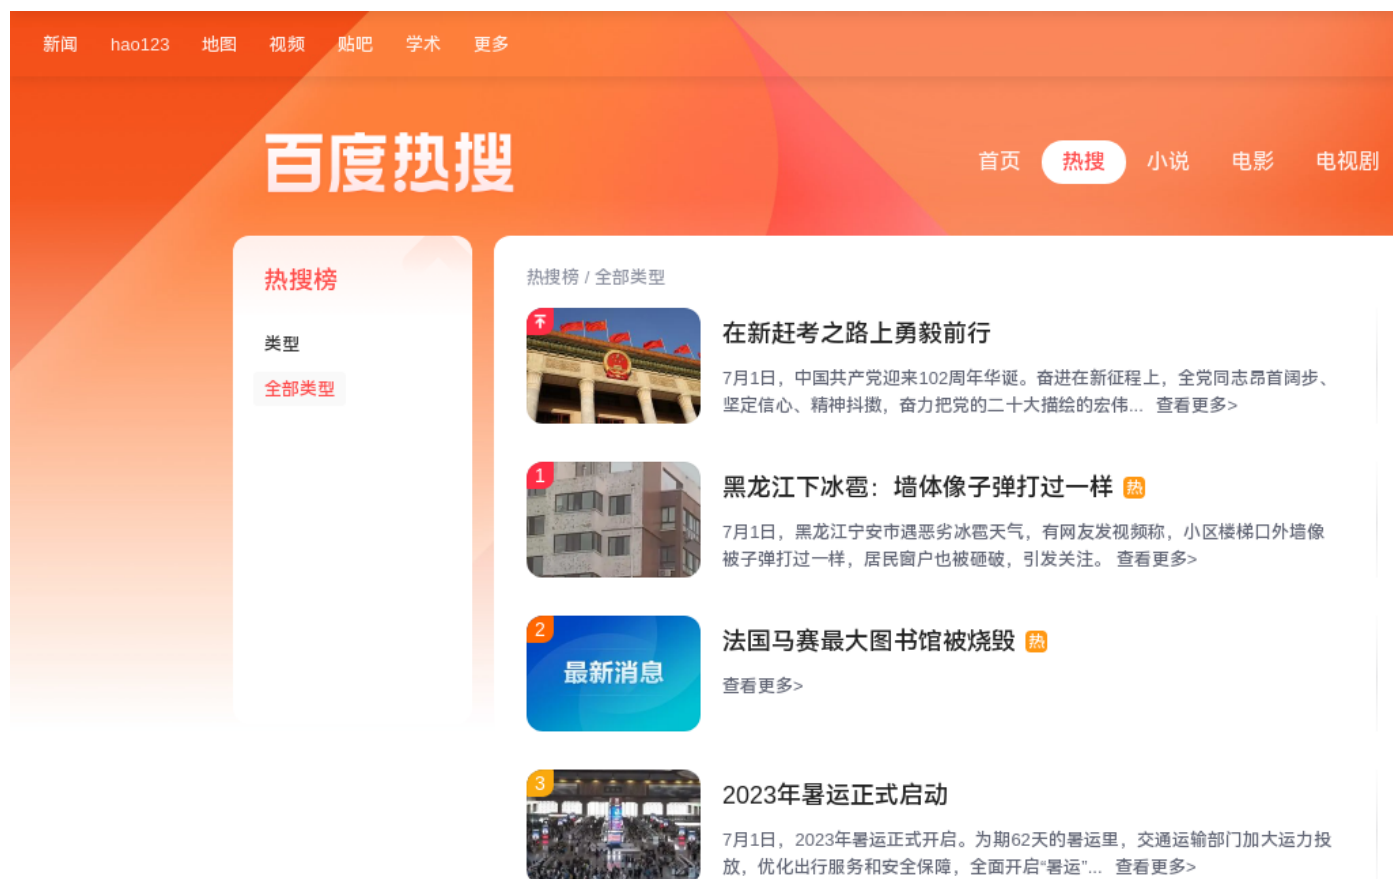 新闻 hao123 地图 视频 贴吧 学术 更多
百度热搜
首页 热搜 小说 电影 电视剧
热搜榜
类型
全部类型
热搜榜 / 全部类型
在新赶考之路上勇毅前行
7月1日，中国共产党迎来102周年华诞。奋进在新征程上，全党同志昂首阔步、
坚定信心、精神抖擞，奋力把党的二十大描绘的宏伟... 查看更多>
1
黑龙江下冰雹：墙体像子弹打过一样 热
7月1日，黑龙江宁安市遇恶劣冰雹天气，有网友发视频称，小区楼梯口外墙像
被子弹打过一样，居民窗户也被砸破，引发关注。 查看更多>
2
最新消息
法国马赛最大图书馆被烧毁 热
查看更多>
3
2023年暑运正式启动
7月1日，2023年暑运正式开启。为期62天的暑运里，交通运输部门加大运力投
放，优化出行服务和安全保障，全面开启“暑运”... 查看更多>